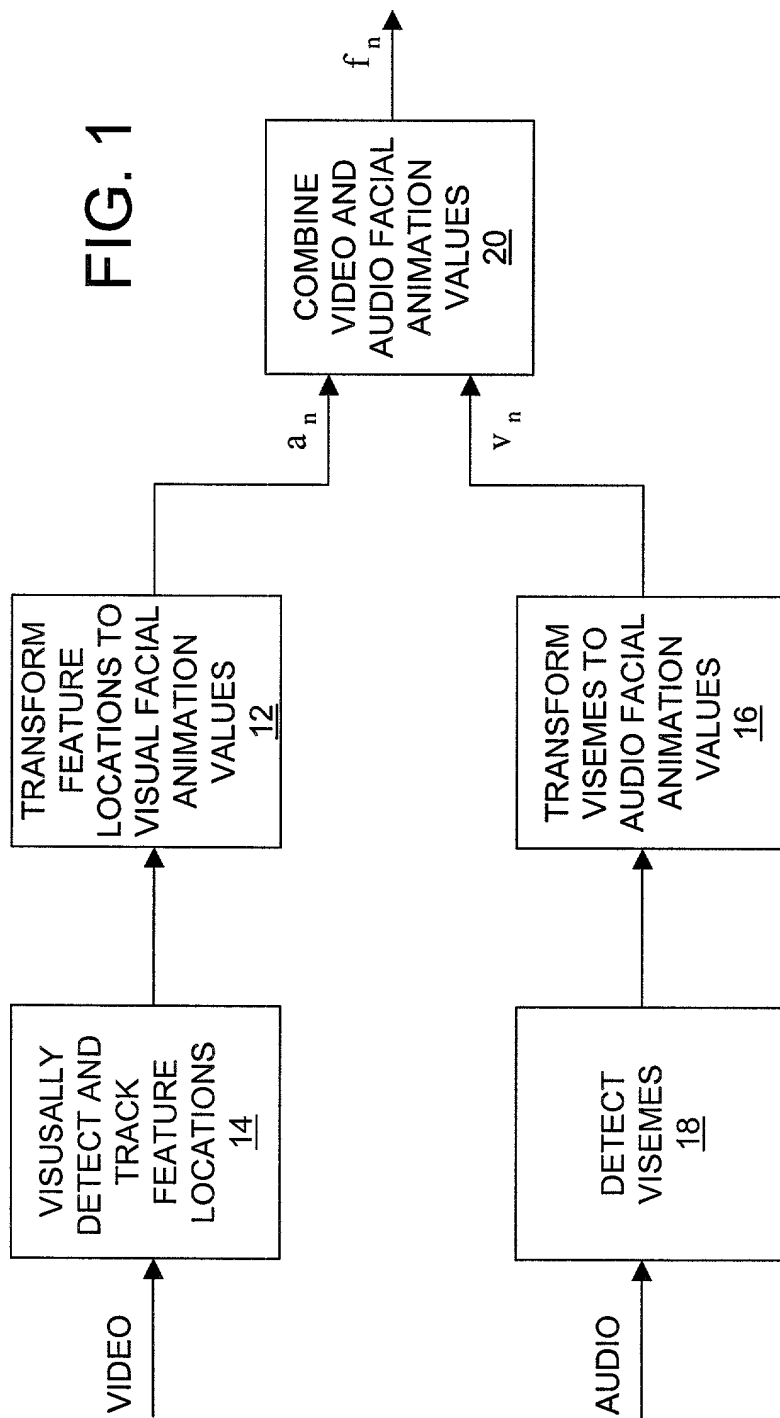 FIG. 1
VIDEO
VISUSALLY
DETECT AND
TRACK
FEATURE
LOCATIONS
14
TRANSFORM
FEATURE
LOCATIONS TO
VISUAL FACIAL
ANIMATION
VALUES
12
a n
AUDIO
DETECT
VISEMES
18
TRANSFORM
VISEMES TO
AUDIO FACIAL
ANIMATION
VALUES
16
v n
COMBINE
VIDEO AND
AUDIO FACIAL
ANIMATION
VALUES
20
f n